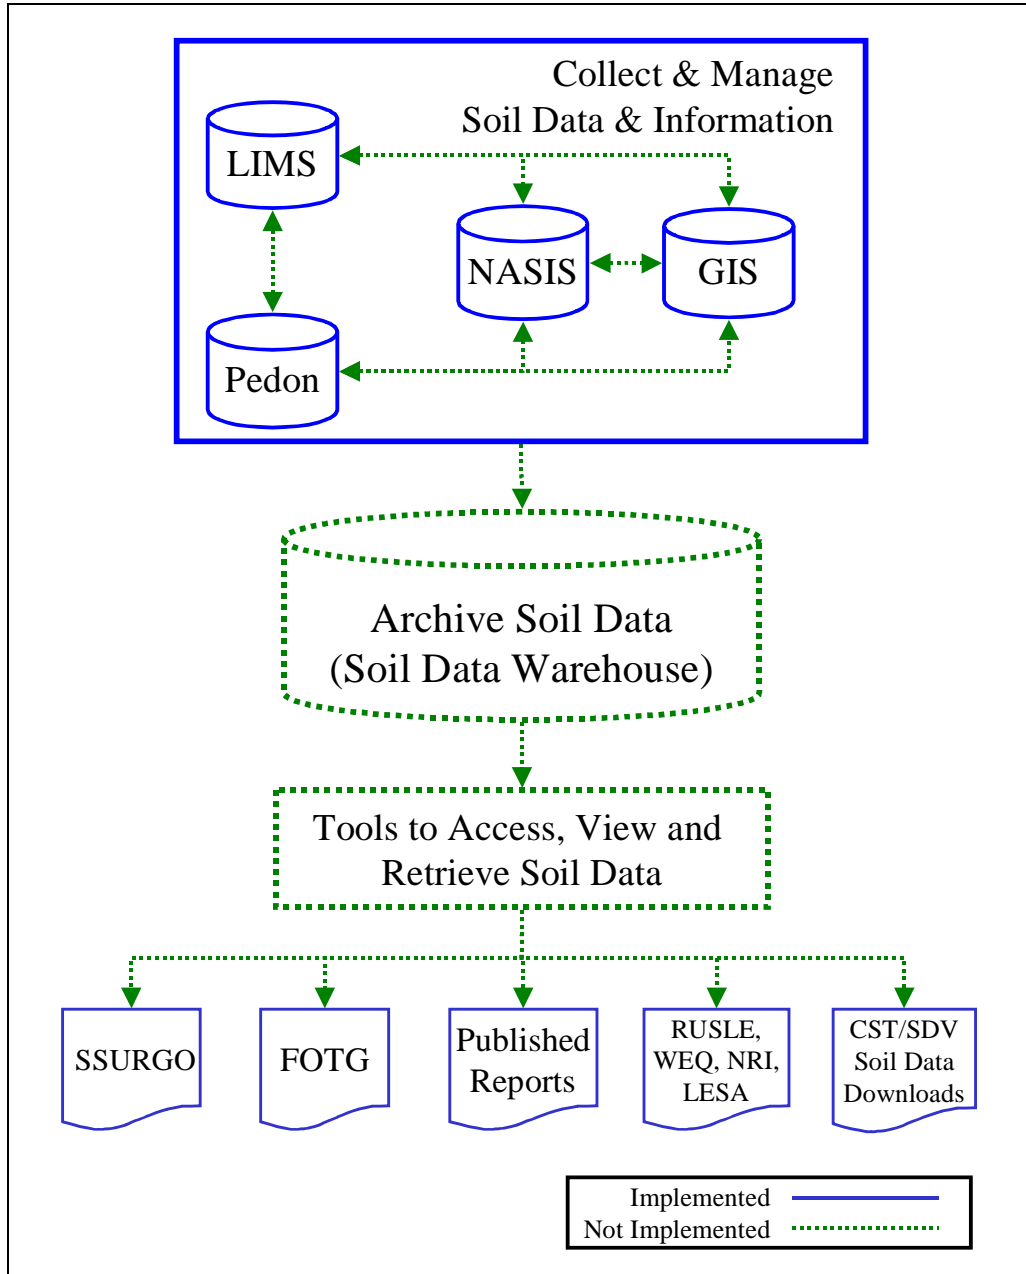 Collect & Manage
Soil Data & Information
LIMS
NASIS
GIS
Pedon
Archive Soil Data
(Soil Data Warehouse)
Tools to Access, View and
Retrieve Soil Data
SSURGO
FOTG
Published
Reports
RUSLE,
WEQ, NRI,
LESA
CST/SDV
Soil Data
Downloads
Implemented
Not Implemented